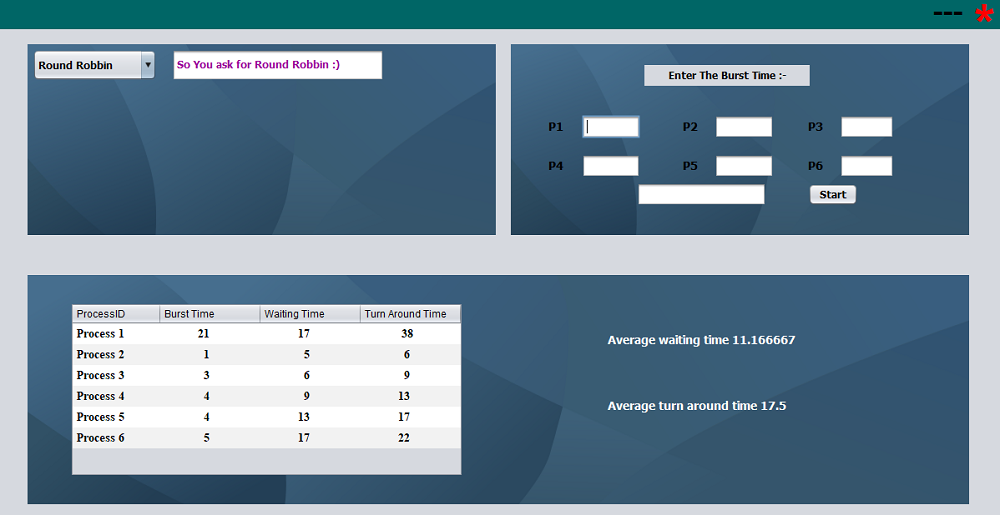 --- *
Round Robbin So You ask for Round Robbin :)
Enter The Burst Time :-
P1 P2 P3
P4 P5 P6
Start
ProcessID Burst Time Waiting Time Turn Around Time
Process 1 21 17 38
Process 2 1 5 6
Process 3 3 6 9
Process 4 4 9 13
Process 5 4 13 17
Process 6 5 17 22
Average waiting time 11.166667
Average turn around time 17.5